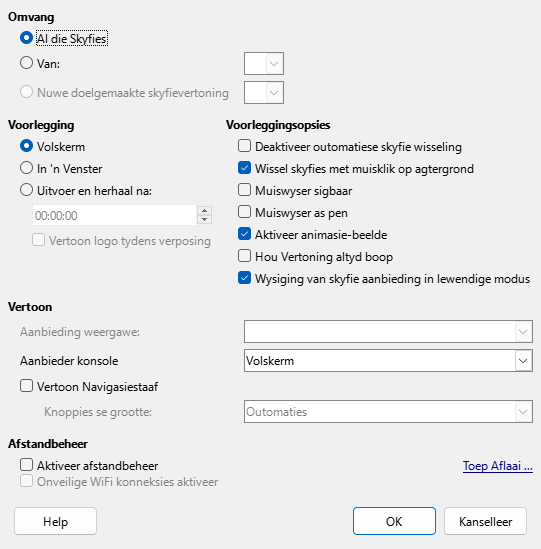 Omvang
Al die Skyfies
Van:
Nuwe doelgemaakte skyfievertoning
Voorlegging
Volskerm
In 'n Venster
Uitvoer en herhaal na:
00:00:00
Vertoon logo tydens verposing
Voorleggingsopsies
Deaktiveer outomatiese skyfie wisseling
Wissel skyfies met muisklik op agtergrond
Muiswyser sigbaar
Muiswyser as pen
Aktiveer animasie-beelde
Hou Vertoning altyd boop
Wysiging van skyfie aanbieding in lewendige modus
Vertoon
Aanbieding weergawe:
Aanbieder konsole
Volskerm
Vertoon Navigasiestaaf
Knoppies se grootte:
Outomaties
Afstandbeheer
Aktiveer afstandbeheer
Toep Aflaai ...
Onveilige WiFi konneksies aktiveer
Help
OK
Kanselleer